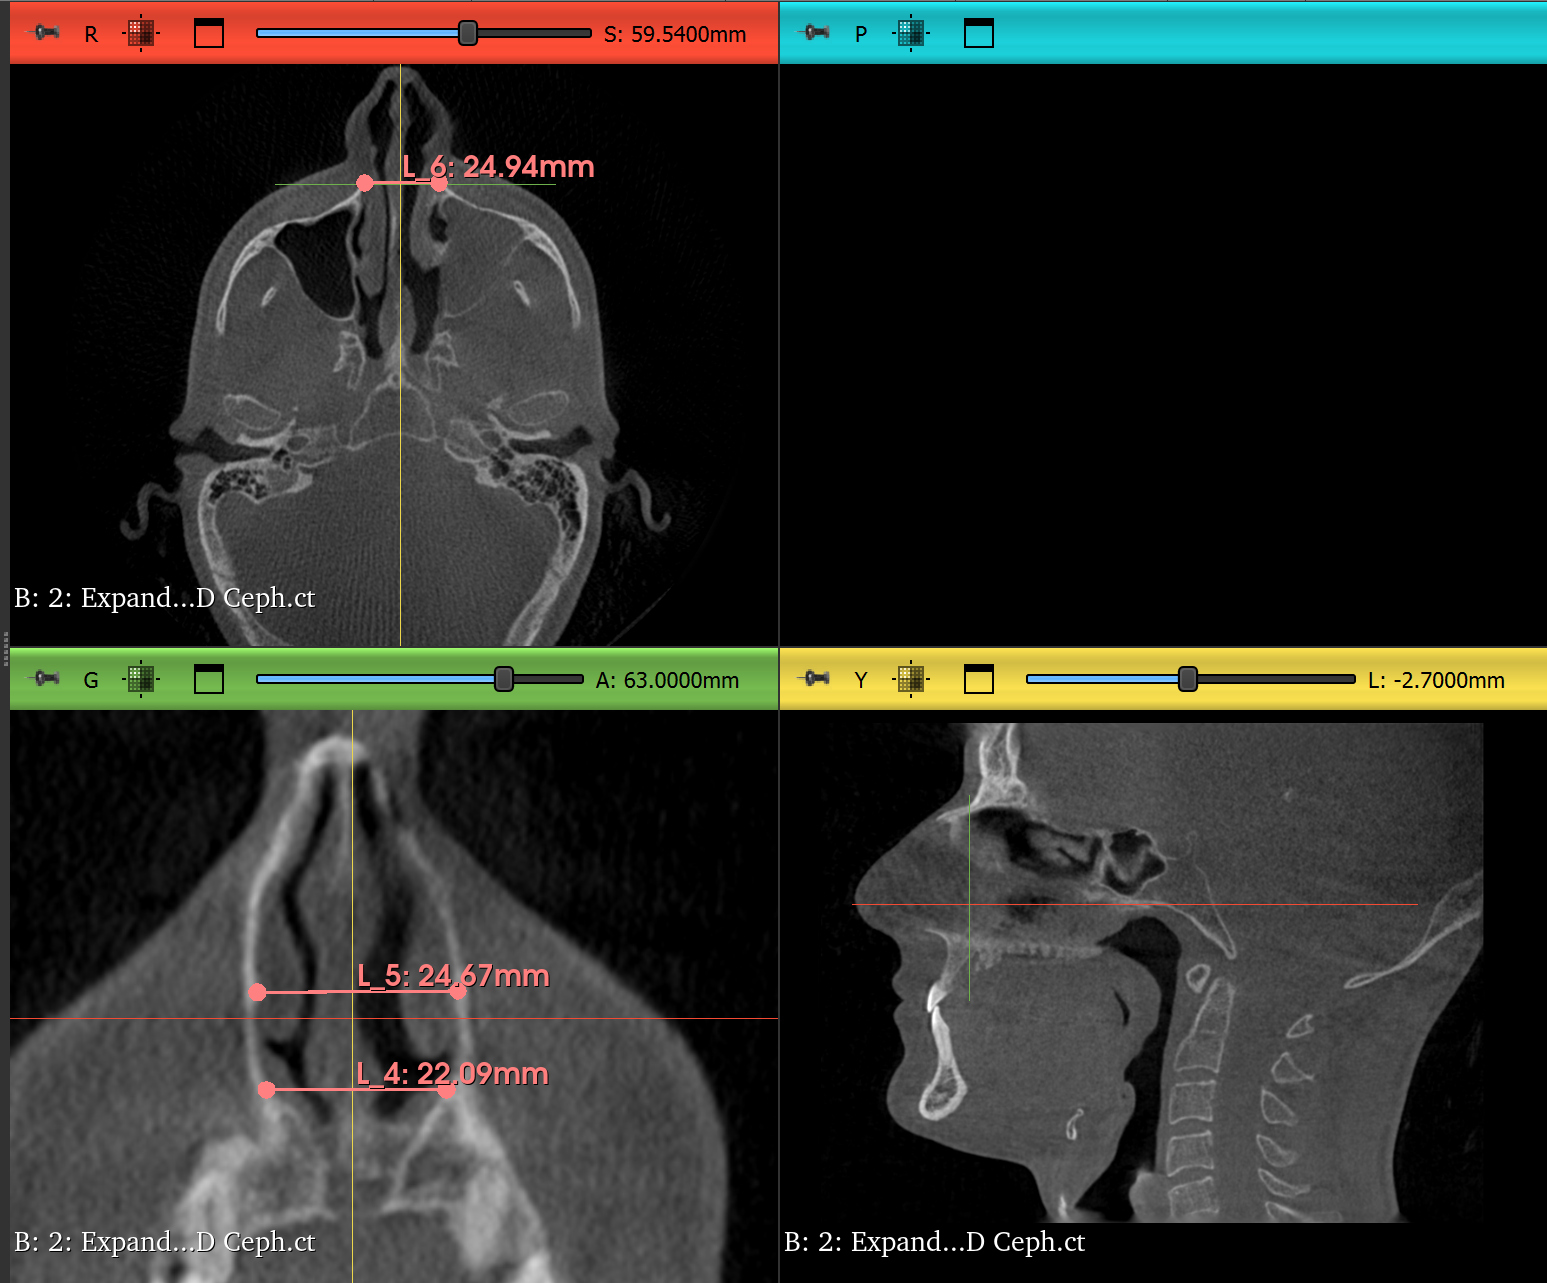 R S: 59.5400mm
P
L_6: 24.94mm
B: 2: Expand...D Ceph.ct
G A: 63.0000mm
Y L: -2.7000mm
L_5: 24.67mm
L_4: 22.09mm
B: 2: Expand...D Ceph.ct
B: 2: Expand...D Ceph.ct